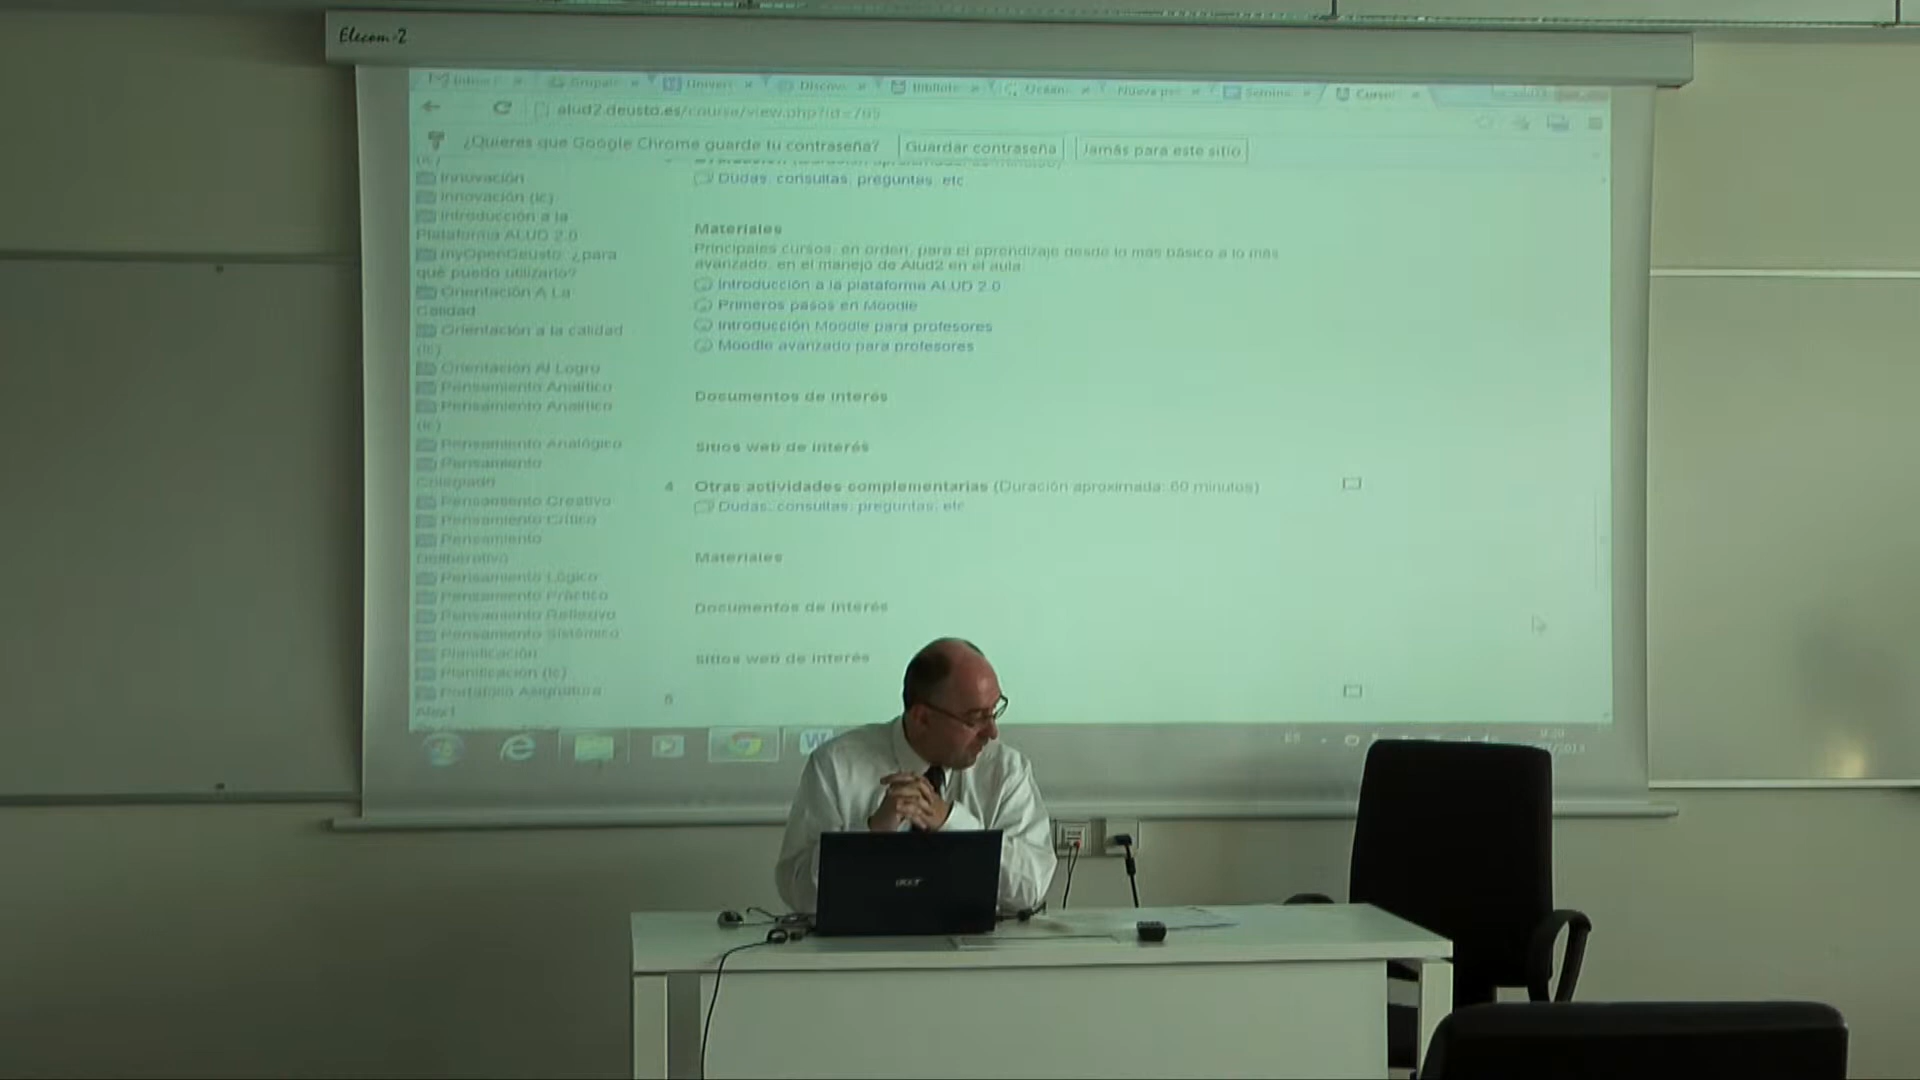 Elecom-2
alud2.deusto.es/course/view.php?id=765
¿Quieres que Google Chrome guarde tu contraseña? Guardar contraseña Jamás para este sitio
Innovación
Innovación (ic)
Introducción a la
Plataforma ALUD 2.0
myOpenDeusto: ¿para
qué puedo utilizarlo?
Orientación A La
Calidad
Orientación a la calidad
(ic)
Orientación Al Logro
Pensamiento Analítico
Pensamiento Analítico
(ic)
Pensamiento Analógico
Pensamiento
Colegiado
Pensamiento Creativo
Pensamiento Crítico
Pensamiento
Deliberativo
Pensamiento Lógico
Pensamiento Práctico
Pensamiento Reflexivo
Pensamiento Sistémico
Planificación
Planificación (ic)
Portafolio Asignatura
Dudas, consultas, preguntas, etc
Materiales
Principales cursos, en orden, para el aprendizaje desde lo más básico a lo más
avanzado, en el manejo de Alud2 en el aula
Introducción a la plataforma ALUD 2.0
Primeros pasos en Moodle
Introducción Moodle para profesores
Moodle avanzado para profesores
Documentos de interés
Sitios web de interés
4 Otras actividades complementarias (Duración aproximada: 60 minutos)
Dudas, consultas, preguntas, etc
Materiales
Documentos de interés
Sitios web de interés
5
ES
acer